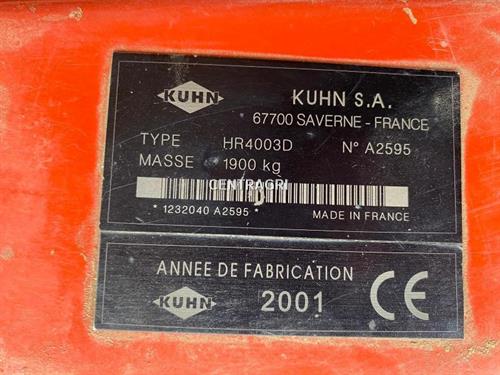 KUHN KUHN S.A.
67700 SAVERNE - FRANCE
TYPE HR4003D N° A2595
MASSE 1900 kg
CENTRAGRI
D
* 1232040 A2595 * MADE IN FRANCE
ANNEE DE FABRICATION
KUHN 2001 CE